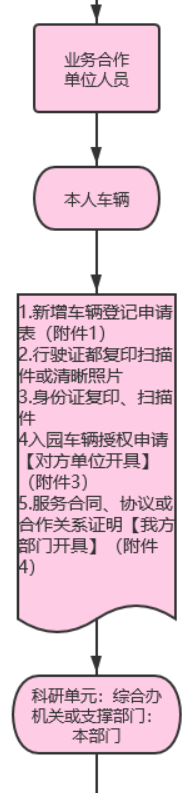 业务合作
单位人员
本人车辆
1.新增车辆登记申请
表（附件1）
2.行驶证都复印扫描
件或清晰照片
3.身份证复印、扫描
件
4入园车辆授权申请
【对方单位开具】
（附件3）
5.服务合同、协议或
合作关系证明【我方
部门开具】（附件
4）
科研单元：综合办
机关或支撑部门：
本部门